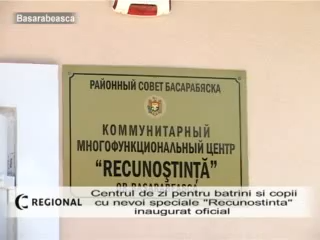 Basarabeasca
РАЙОННЫЙ СОВЕТ БАСАРАБЯСКА
КОММУНИТАРНЫЙ
МНОГОФУНКЦИОНАЛЬНЫЙ ЦЕНТР
"RECUNOŞTINŢĂ"
REGIONAL
Centrul de zi pentru batrini si copii
cu nevoi speciale "Recunostinta"
inaugurat oficial